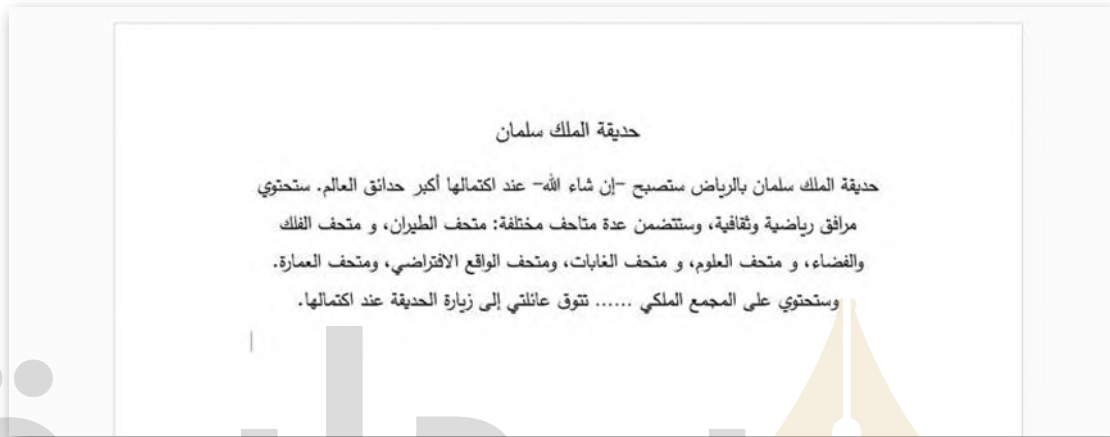 حديقة الملك سلمان
حديقة الملك سلمان بالرياض ستصبح -إن شاء الله- عند اكتمالها أكبر حدائق العالم. ستحتوي
مرافق رياضية وثقافية، وستتضمن عدة متاحف مختلفة: متحف الطيران، و متحف الفلك
والفضاء، و متحف العلوم، و متحف الغابات، ومتحف الواقع الافتراضي، ومتحف العمارة.
وستحتوي على المجمع الملكي ...... تتوق عائلتي إلى زيارة الحديقة عند اكتمالها.